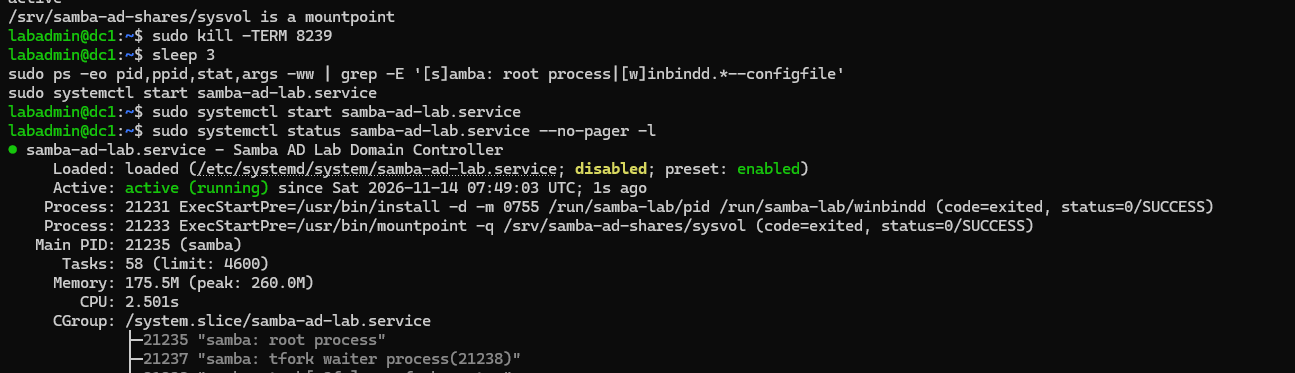 /srv/samba-ad-shares/sysvol is a mountpoint
labadmin@dc1:~$ sudo kill -TERM 8239
labadmin@dc1:~$ sleep 3
sudo ps -eo pid,ppid,stat,args -ww | grep -E '[s]amba: root process|[w]inbindd.*--configfile'
sudo systemctl start samba-ad-lab.service
labadmin@dc1:~$ sudo systemctl start samba-ad-lab.service
labadmin@dc1:~$ sudo systemctl status samba-ad-lab.service --no-pager -l
● samba-ad-lab.service - Samba AD Lab Domain Controller
Loaded: loaded (/etc/systemd/system/samba-ad-lab.service; disabled; preset: enabled)
Active: active (running) since Sat 2026-11-14 07:49:03 UTC; 1s ago
Process: 21231 ExecStartPre=/usr/bin/install -d -m 0755 /run/samba-lab/pid /run/samba-lab/winbindd (code=exited, status=0/SUCCESS)
Process: 21233 ExecStartPre=/usr/bin/mountpoint -q /srv/samba-ad-shares/sysvol (code=exited, status=0/SUCCESS)
Main PID: 21235 (samba)
Tasks: 58 (limit: 4600)
Memory: 175.5M (peak: 260.0M)
CPU: 2.501s
CGroup: /system.slice/samba-ad-lab.service
├─21235 "samba: root process"
├─21237 "samba: tfork waiter process(21238)"